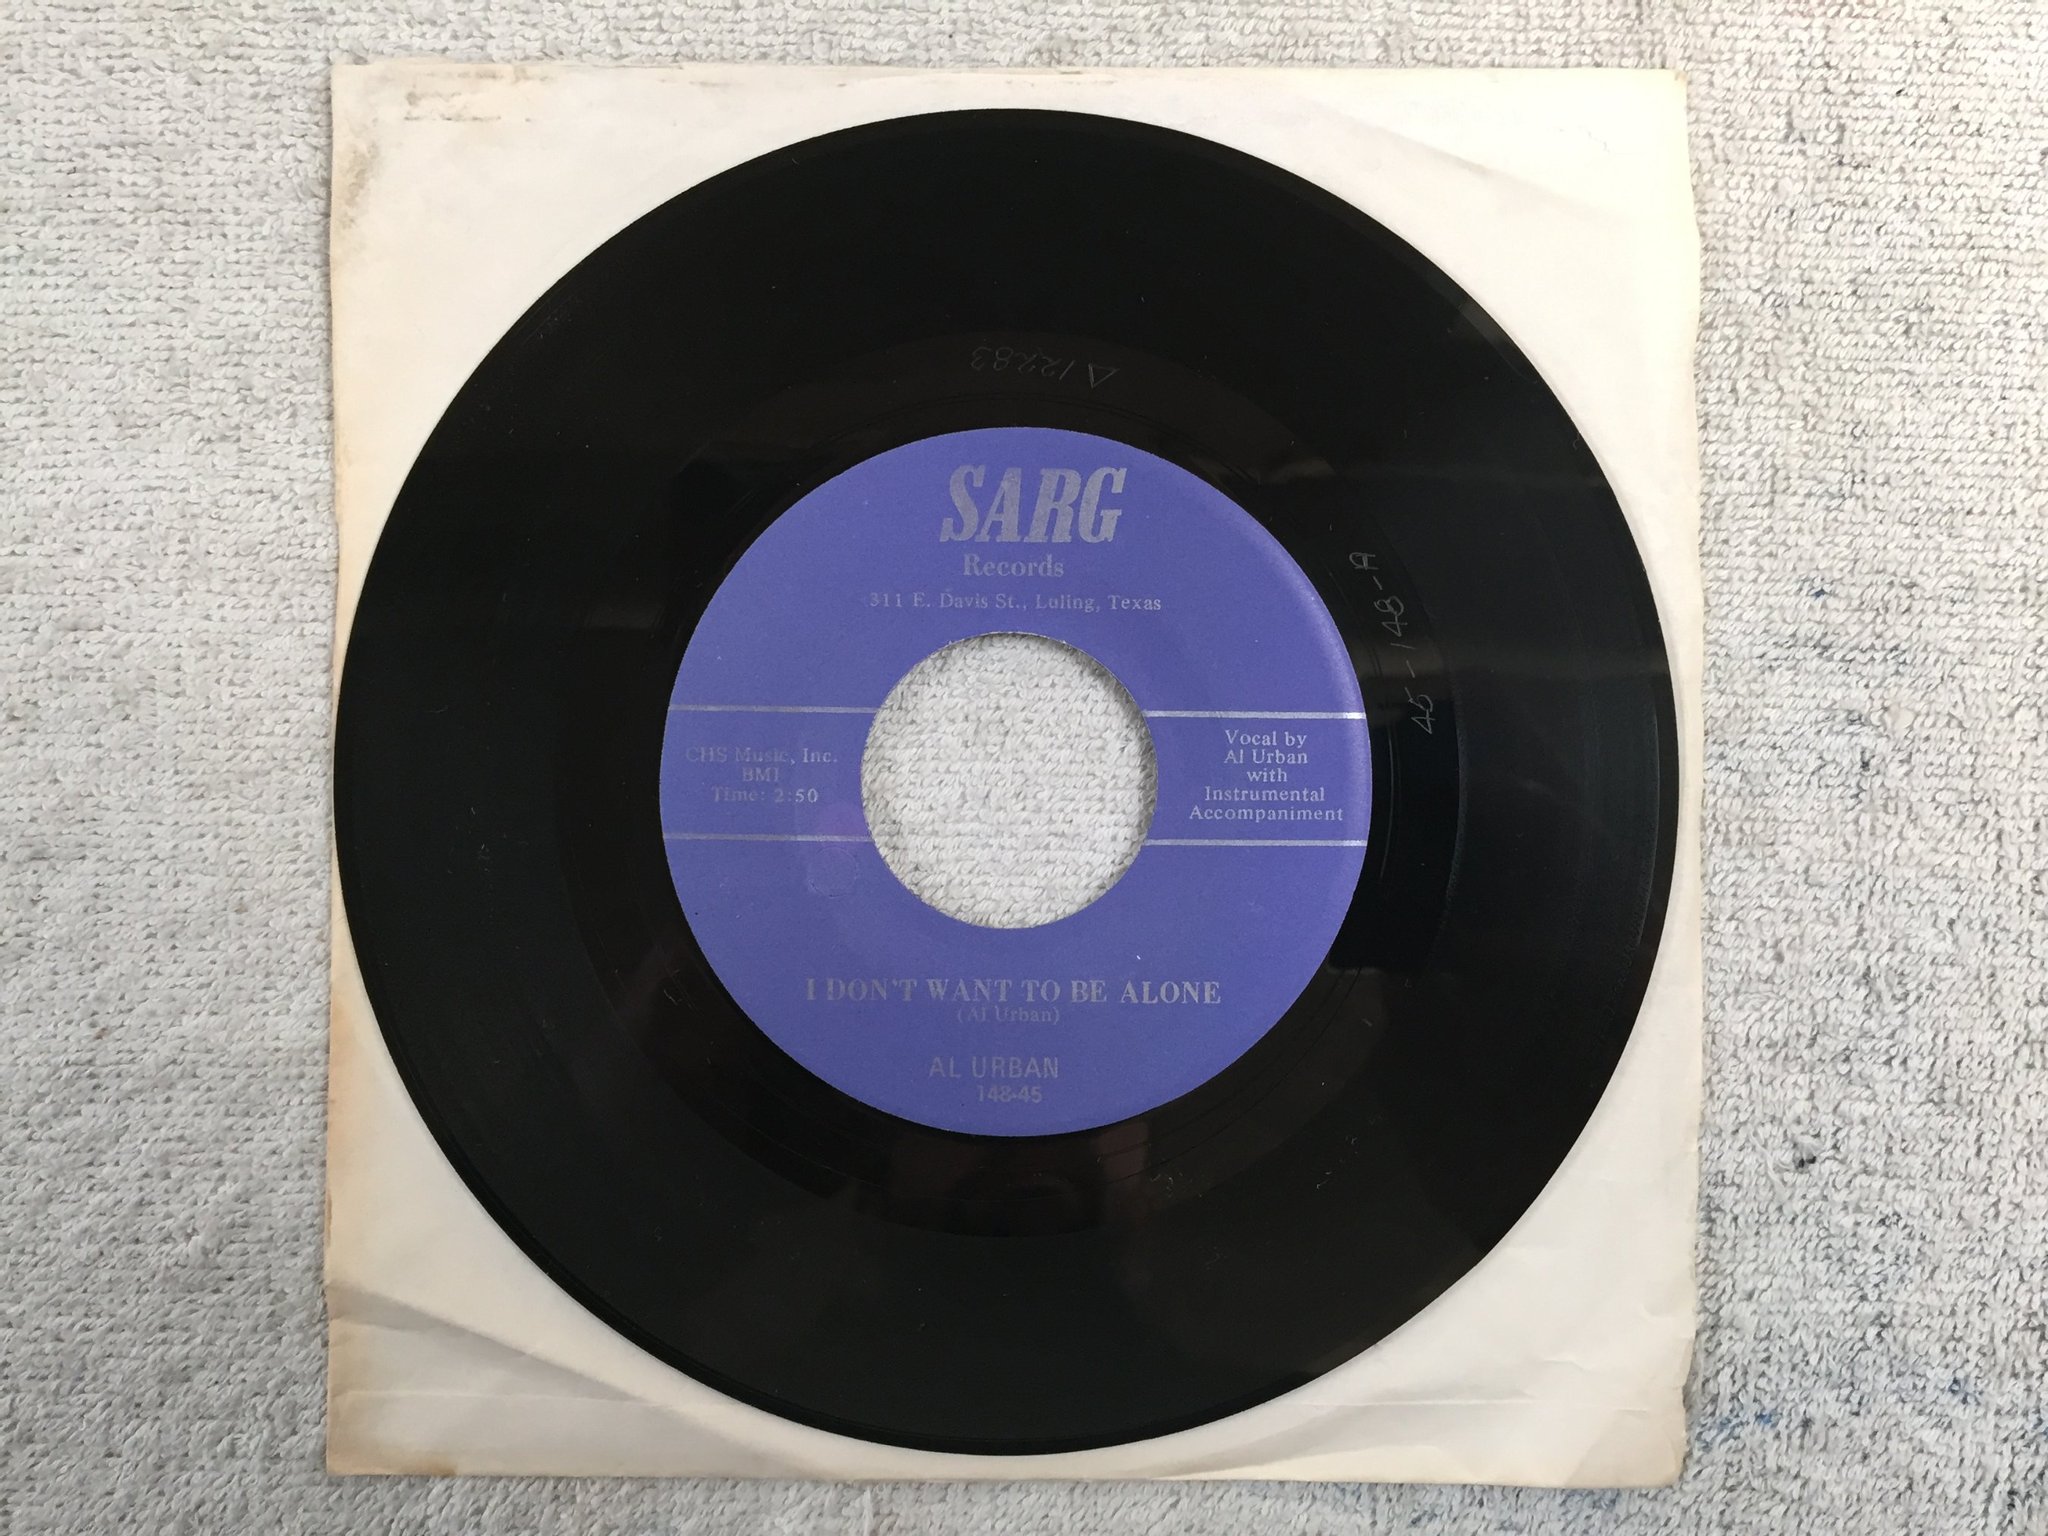 Δ12283
SARG
Records
311 E. Davis St., Luling, Texas
45-148-A
CHS Music, Inc.
BMI
Time: 2:50
Vocal by
Al Urban
with
Instrumental
Accompaniment
I DON'T WANT TO BE ALONE
(Al Urban)
AL URBAN
148-45